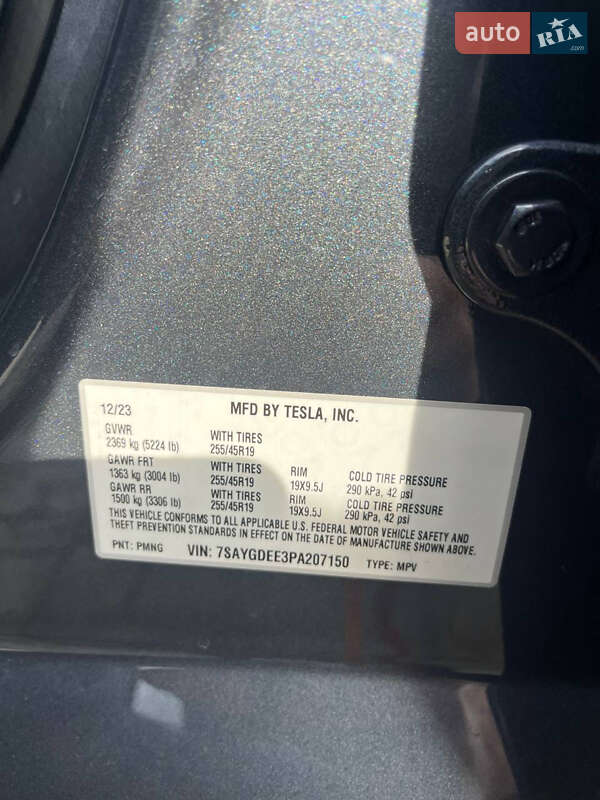 auto RIA.com
12/23 MFD BY TESLA, INC.
GVWR
2369 kg (5224 lb) WITH TIRES 255/45R19
GAWR FRT
1363 kg (3004 lb) WITH TIRES 255/45R19 RIM 19X9.5J COLD TIRE PRESSURE 290 kPa, 42 psi
GAWR RR
1500 kg (3306 lb) WITH TIRES 255/45R19 RIM 19X9.5J COLD TIRE PRESSURE 290 kPa, 42 psi
THIS VEHICLE CONFORMS TO ALL APPLICABLE U.S. FEDERAL MOTOR VEHICLE SAFETY AND
THEFT PREVENTION STANDARDS IN EFFECT ON THE DATE OF MANUFACTURE SHOWN ABOVE.
PNT: PMNG VIN: 7SAYGDEE3PA207150 TYPE: MPV